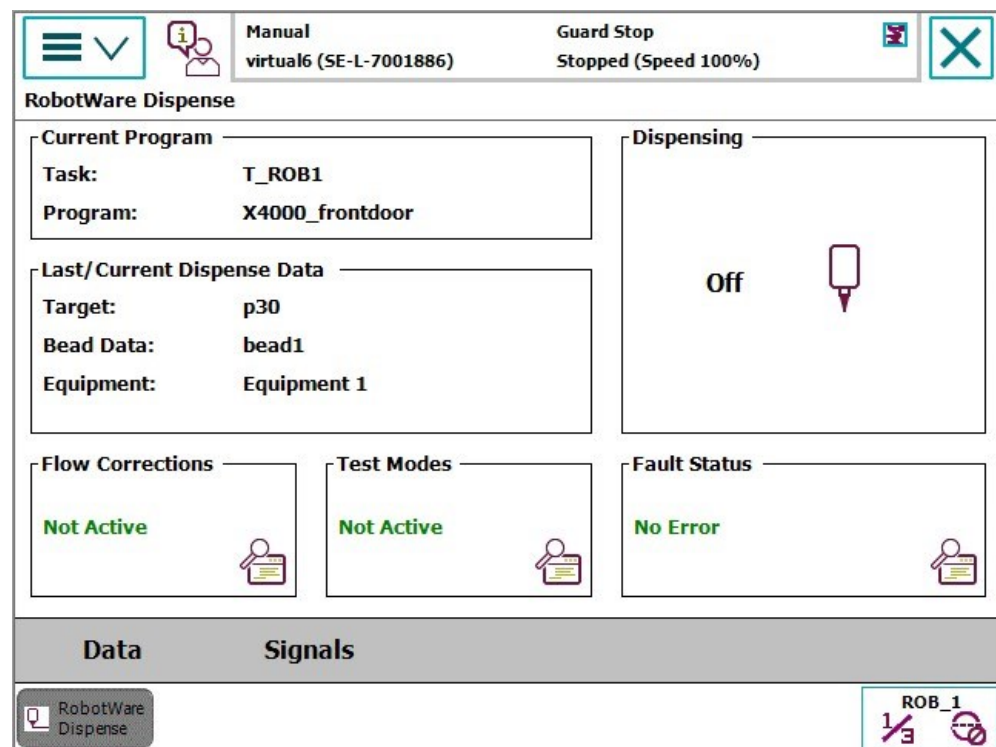 Manual
virtual6 (SE-L-7001886)
Guard Stop
Stopped (Speed 100%)
RobotWare Dispense
Current Program
Task: T_ROB1
Program: X4000_frontdoor
Last/Current Dispense Data
Target: p30
Bead Data: bead1
Equipment: Equipment 1
Dispensing
Off
Flow Corrections
Not Active
Test Modes
Not Active
Fault Status
No Error
Data Signals
RobotWare
Dispense
ROB_1
1/3